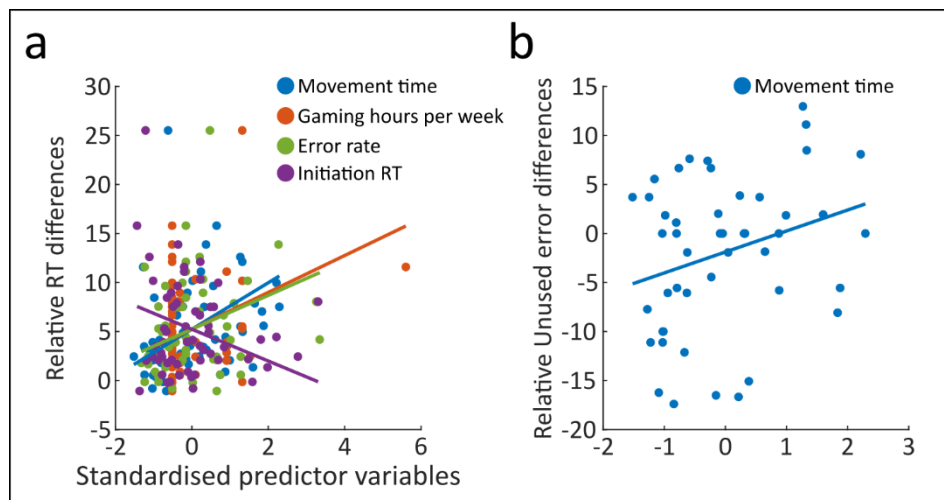 a
Relative RT differences
30
25
20
15
10
5
0
-5
-2
0
2
4
6
Standardised predictor variables
Movement time
Gaming hours per week
Error rate
Initiation RT
b
Relative Unused error differences
15
10
5
0
-5
-10
-15
-20
-2
-1
0
1
2
3
Movement time